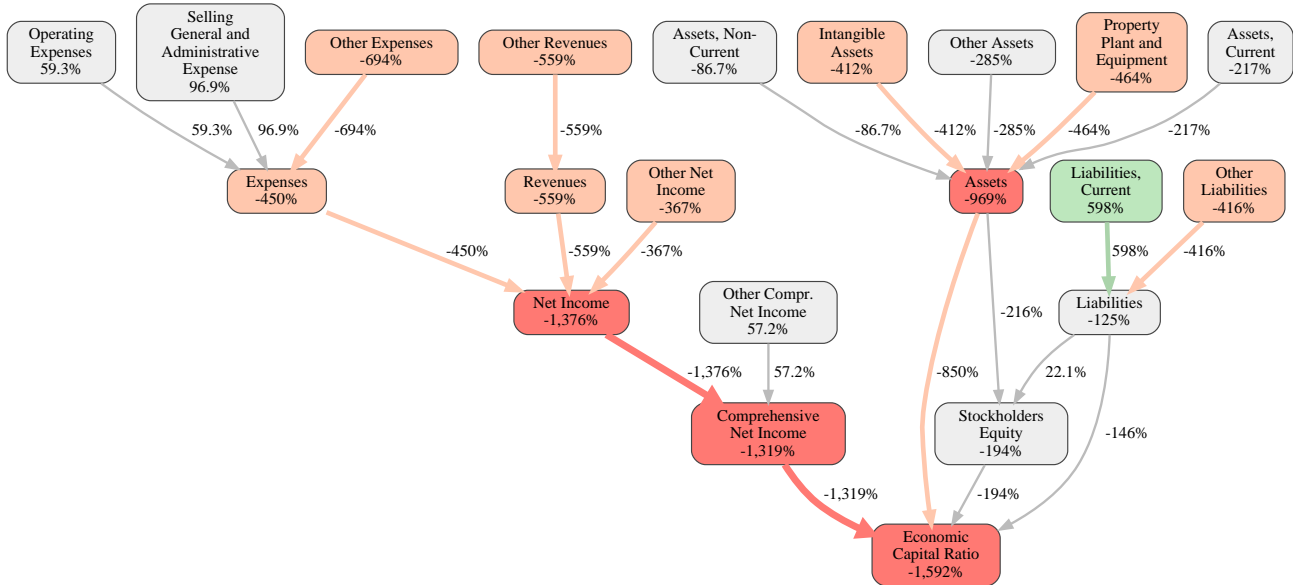 Operating
Expenses
59.3%
Selling
General and
Administrative
Expense
96.9%
Other Expenses
-694%
Other Revenues
-559%
Assets, Non-
Current
-86.7%
Intangible
Assets
-412%
Other Assets
-285%
Property
Plant and
Equipment
-464%
Assets,
Current
-217%
59.3%
96.9%
-694%
-559%
-86.7%
-412%
-285%
-464%
-217%
Expenses
-450%
Revenues
-559%
Other Net
Income
-367%
Assets
-969%
Liabilities,
Current
598%
Other
Liabilities
-416%
-450%
-559%
-367%
598%
-416%
Net Income
-1,376%
Other Compr.
Net Income
57.2%
Liabilities
-125%
-216%
-1,376%
57.2%
-850%
22.1%
Comprehensive
Net Income
-1,319%
Stockholders
Equity
-194%
-146%
-1,319%
-194%
Economic
Capital Ratio
-1,592%